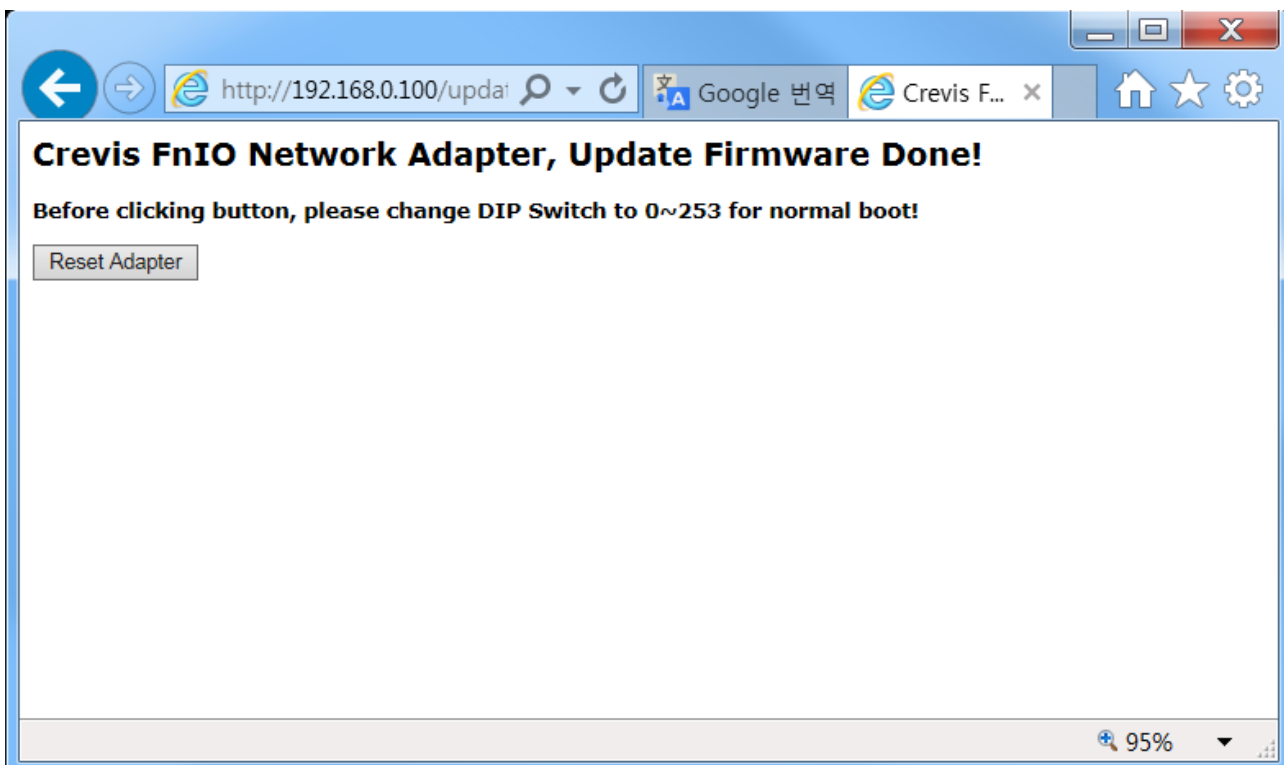 http://192.168.0.100/updat
Google 번역
Crevis F...
Crevis FnIO Network Adapter, Update Firmware Done!
Before clicking button, please change DIP Switch to 0~253 for normal boot!
Reset Adapter
95%